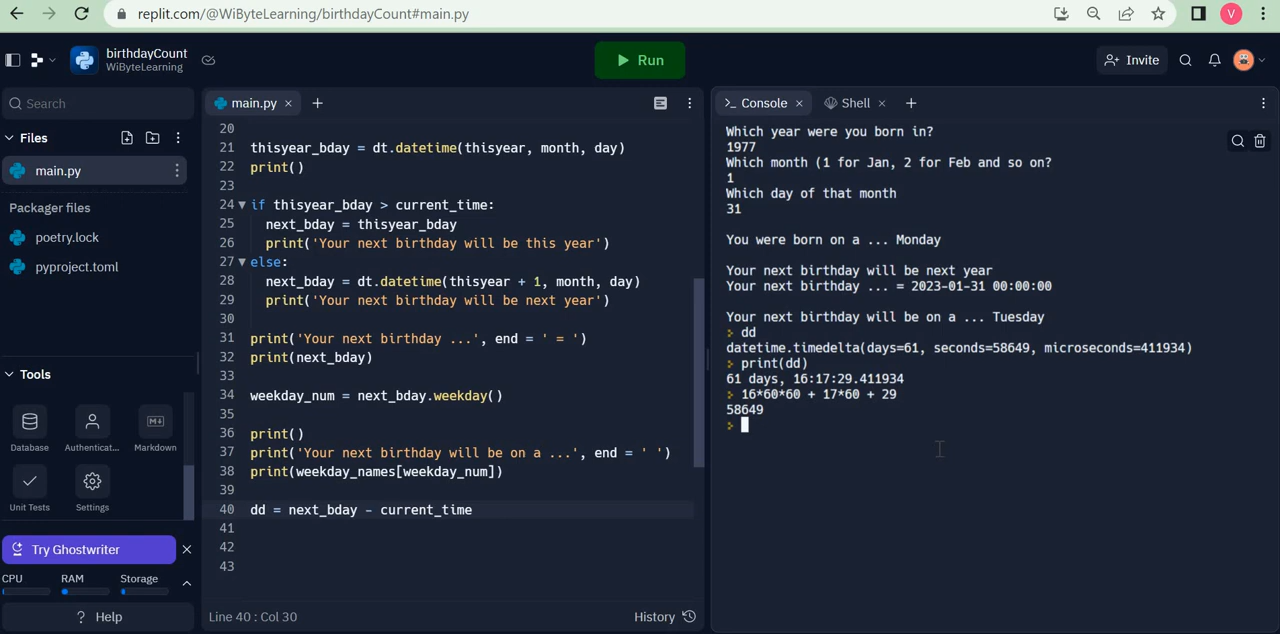 replit.com/@WiByteLearning/birthdayCount#main.py
V
birthdayCount
WiByteLearning
Run
Invite
Search
Files
main.py
Packager files
poetry.lock
pyproject.toml
Tools
Database
Authenticat...
M
Markdown
Unit Tests
Settings
Try Ghostwriter
CPU
RAM
Storage
? Help
main.py
20
21 thisyear_bday = dt.datetime(thisyear, month, day)
22 print()
23
24 if thisyear_bday > current_time:
25   next_bday = thisyear_bday
26   print('Your next birthday will be this year')
27 else:
28   next_bday = dt.datetime(thisyear + 1, month, day)
29   print('Your next birthday will be next year')
30
31 print('Your next birthday ...', end = ' = ')
32 print(next_bday)
33
34 weekday_num = next_bday.weekday()
35
36 print()
37 print('Your next birthday will be on a ...', end = ' ')
38 print(weekday_names[weekday_num])
39
40 dd = next_bday - current_time
41
42
43
Line 40 : Col 30
History
>_ Console
Shell
Which year were you born in?
1977
Which month (1 for Jan, 2 for Feb and so on?
1
Which day of that month
31
You were born on a ... Monday
Your next birthday will be next year
Your next birthday ... = 2023-01-31 00:00:00
Your next birthday will be on a ... Tuesday
> dd
datetime.timedelta(days=61, seconds=58649, microseconds=411934)
> print(dd)
61 days, 16:17:29.411934
> 16*60*60 + 17*60 + 29
58649
>